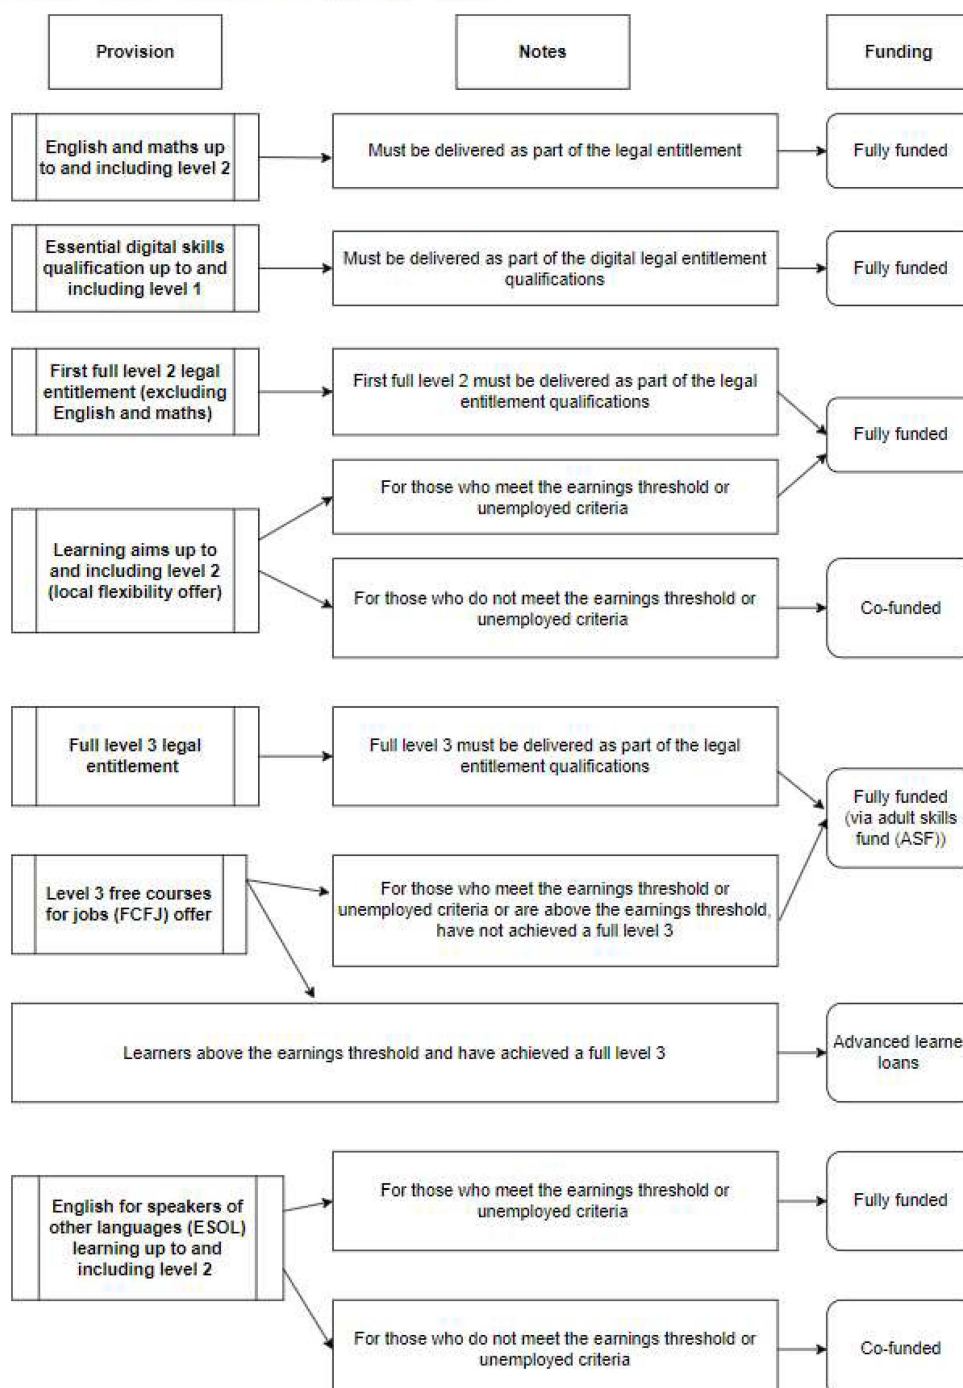 Provision
Notes
Funding
English and maths up
to and including level 2
Must be delivered as part of the legal entitlement
Fully funded
Essential digital skills
qualification up to and
including level 1
Must be delivered as part of the digital legal entitlement
qualifications
Fully funded
First full level 2 legal
entitlement (excluding
English and maths)
First full level 2 must be delivered as part of the legal
entitlement qualifications
Fully funded
For those who meet the earnings threshold or
unemployed criteria
Learning aims up to
and including level 2
(local flexibility offer)
For those who do not meet the earnings threshold or
unemployed criteria
Co-funded
Full level 3 legal
entitlement
Full level 3 must be delivered as part of the legal
entitlement qualifications
Fully funded
(via adult skills
fund (ASF))
Level 3 free courses
for jobs (FCFJ) offer
For those who meet the earnings threshold or
unemployed criteria or are above the earnings threshold,
have not achieved a full level 3
Learners above the earnings threshold and have achieved a full level 3
Advanced learne
loans
English for speakers of
other languages (ESOL)
learning up to and
including level 2
For those who meet the earnings threshold or
unemployed criteria
Fully funded
For those who do not meet the earnings threshold or
unemployed criteria
Co-funded